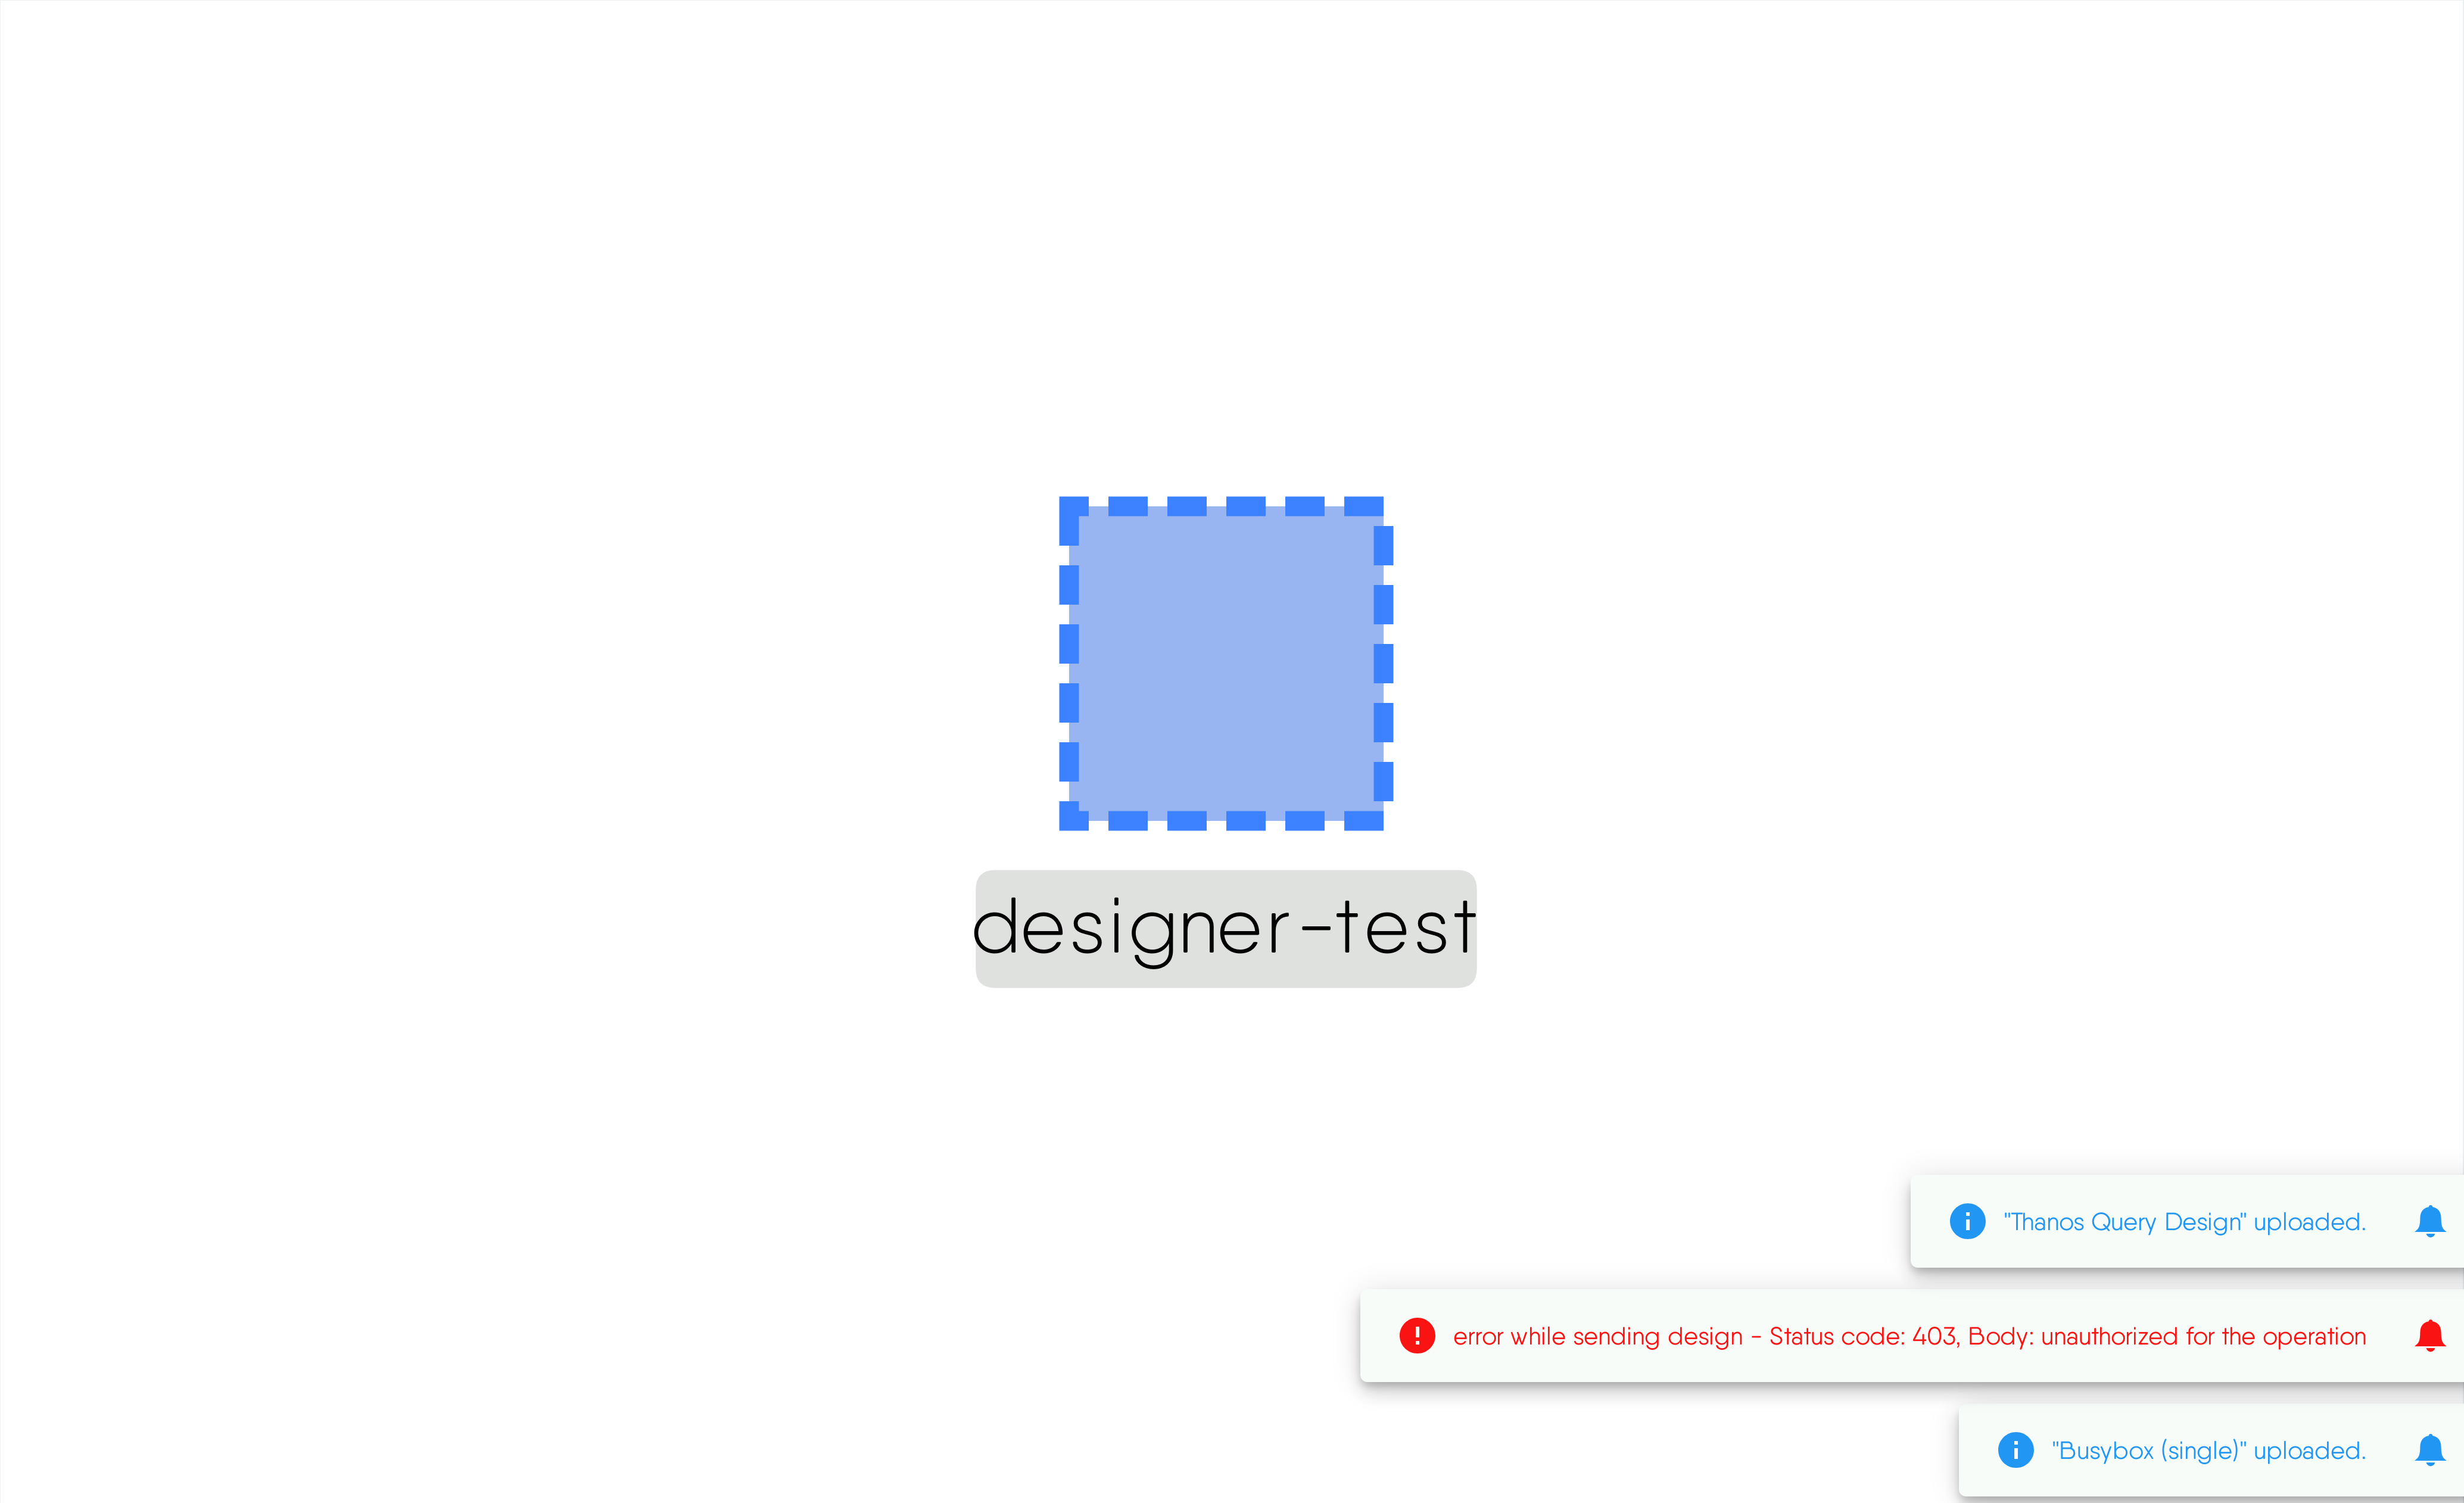 designer-test
"Thanos Query Design" uploaded.
error while sending design - Status code: 403, Body: unauthorized for the operation
"Busybox (single)" uploaded.